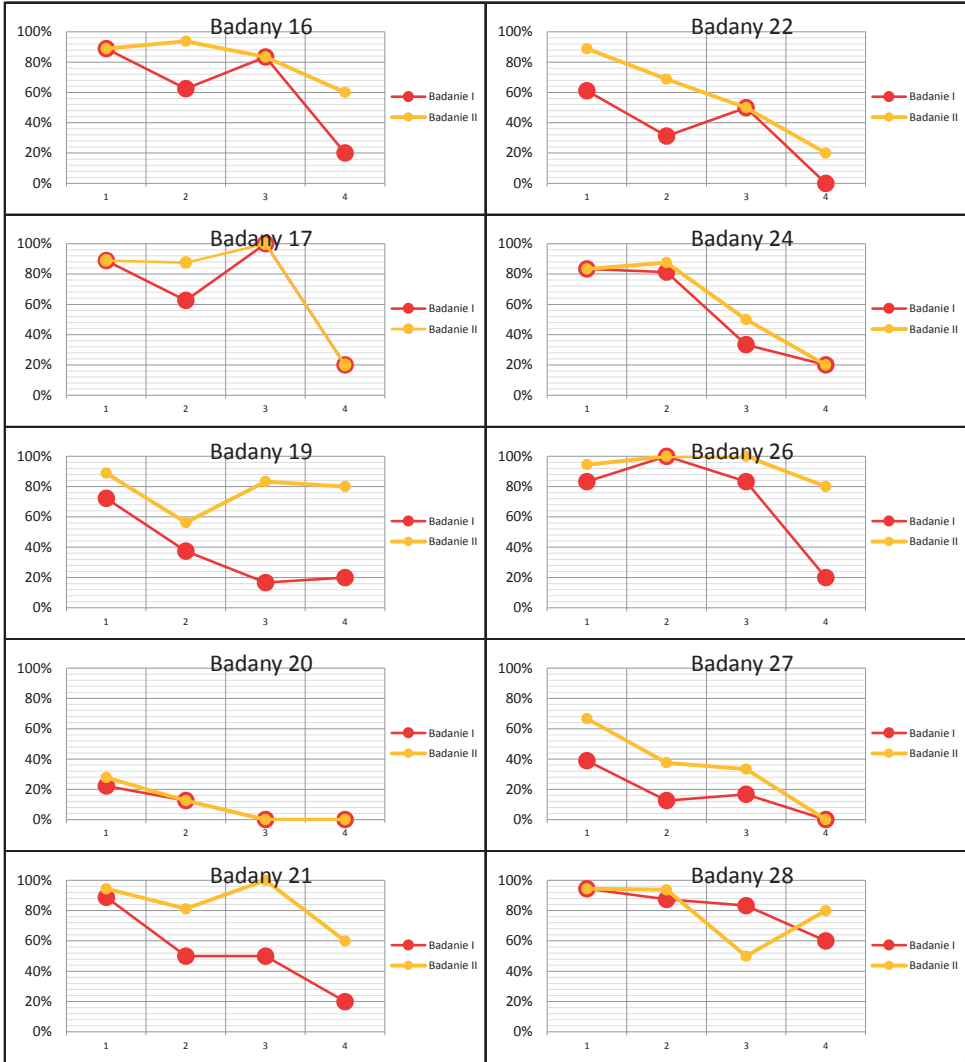 Badany 16
100%
80%
60%
40%
20%
0%
1 2 3 4
Badanie I
Badanie II
Badany 22
100%
80%
60%
40%
20%
0%
1 2 3 4
Badanie I
Badanie II
Badany 17
100%
80%
60%
40%
20%
0%
1 2 3 4
Badanie I
Badanie II
Badany 24
100%
80%
60%
40%
20%
0%
1 2 3 4
Badanie I
Badanie II
Badany 19
100%
80%
60%
40%
20%
0%
1 2 3 4
Badanie I
Badanie II
Badany 26
100%
80%
60%
40%
20%
0%
1 2 3 4
Badanie I
Badanie II
Badany 20
100%
80%
60%
40%
20%
0%
1 2 3 4
Badanie I
Badanie II
Badany 27
100%
80%
60%
40%
20%
0%
1 2 3 4
Badanie I
Badanie II
Badany 21
100%
80%
60%
40%
20%
0%
1 2 3 4
Badanie I
Badanie II
Badany 28
100%
80%
60%
40%
20%
0%
1 2 3 4
Badanie I
Badanie II